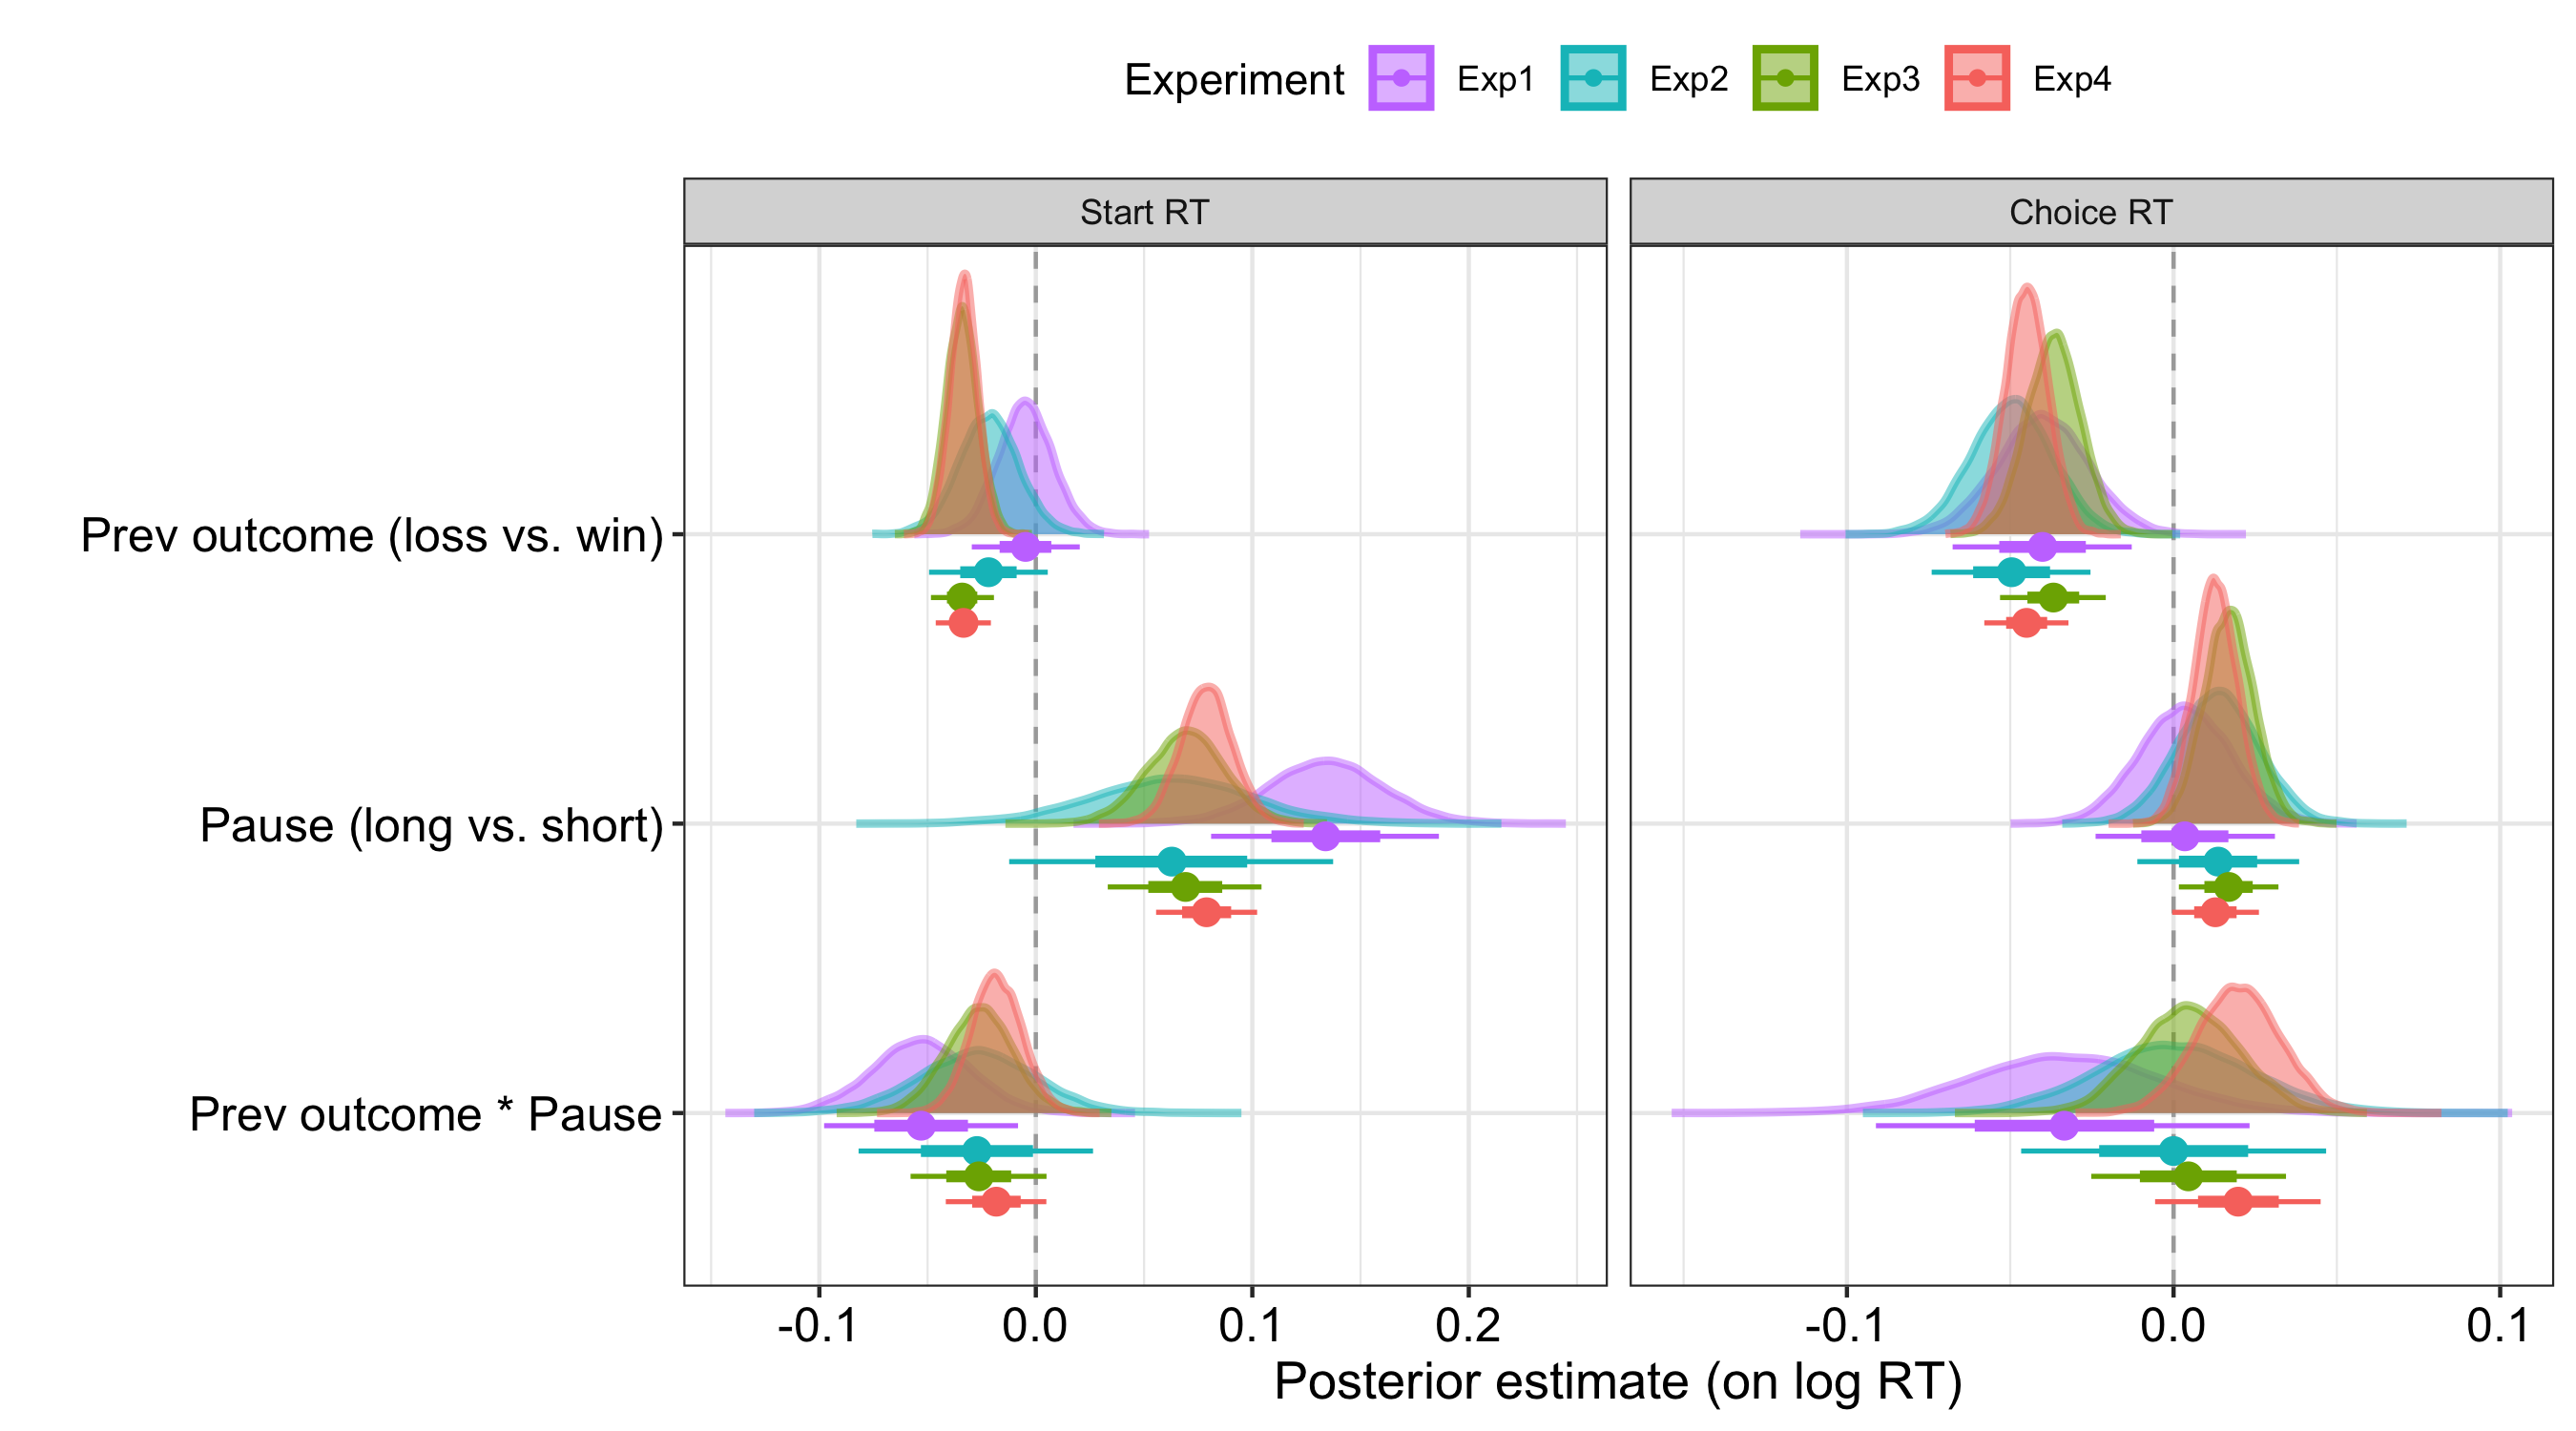 Experiment Exp1 Exp2 Exp3 Exp4
Start RT
Choice RT
Prev outcome (loss vs. win)
Pause (long vs. short)
Prev outcome * Pause
-0.1 0.0 0.1 0.2
-0.1 0.0 0.1
Posterior estimate (on log RT)